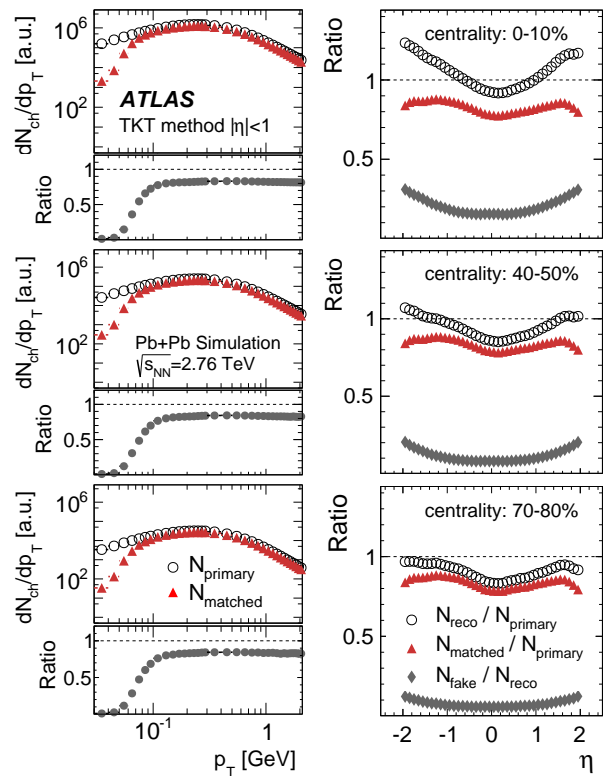 dN_ch/dp_T [a.u.]
10^6
10^2
ATLAS
TKT method |η|<1
Ratio
1
0.5
dN_ch/dp_T [a.u.]
10^6
10^2
Pb+Pb Simulation
√s_NN=2.76 TeV
Ratio
1
0.5
dN_ch/dp_T [a.u.]
10^6
10^2
N_primary
N_matched
Ratio
1
0.5
10^-1
1
p_T [GeV]
Ratio
centrality: 0-10%
1
0.5
Ratio
centrality: 40-50%
1
0.5
Ratio
centrality: 70-80%
1
0.5
N_reco / N_primary
N_matched / N_primary
N_fake / N_reco
-2 -1 0 1 2
η